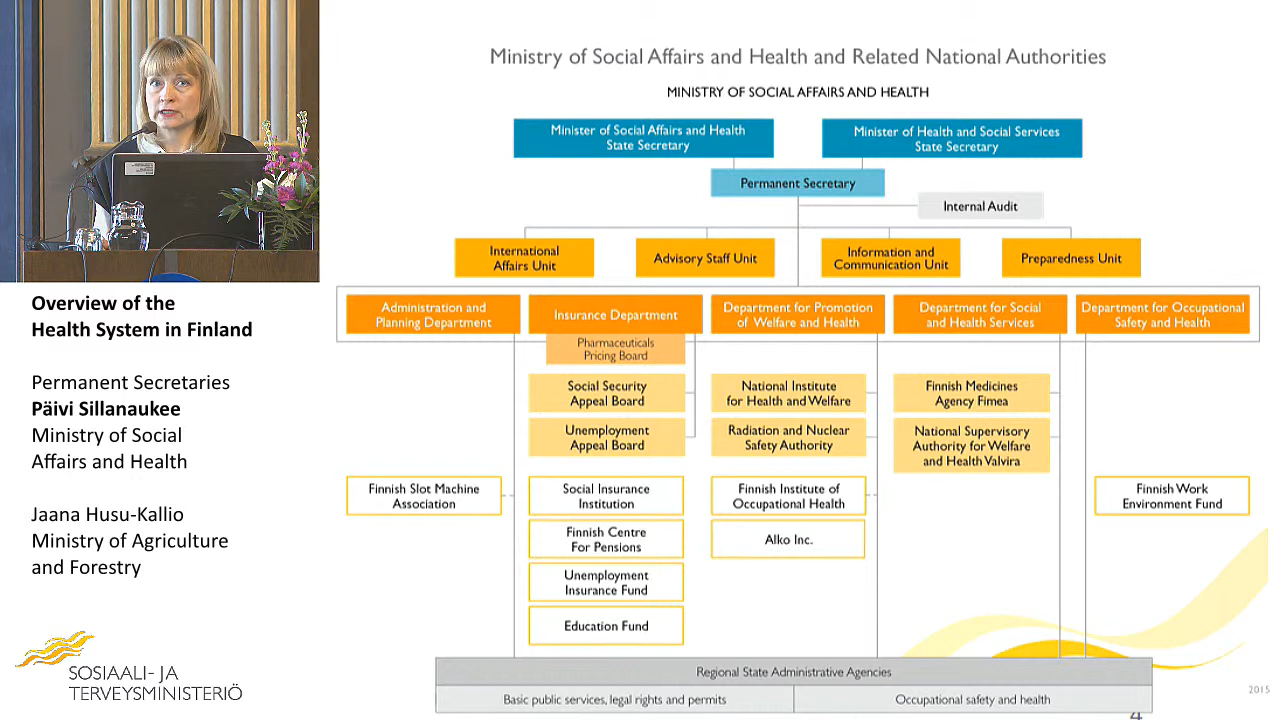 Ministry of Social Affairs and Health and Related National Authorities
MINISTRY OF SOCIAL AFFAIRS AND HEALTH
Minister of Social Affairs and Health
State Secretary
Minister of Health and Social Services
State Secretary
Permanent Secretary
Internal Audit
International
Affairs Unit
Advisory Staff Unit
Information and
Communication Unit
Preparedness Unit
Administration and
Planning Department
Insurance Department
Department for Promotion
of Welfare and Health
Department for Social
and Health Services
Department for Occupational
Safety and Health
Pharmaceuticals
Pricing Board
Social Security
Appeal Board
National Institute
for Health and Welfare
Finnish Medicines
Agency Fimea
Unemployment
Appeal Board
Radiation and Nuclear
Safety Authority
National Supervisory
Authority for Welfare
and Health Valvira
Finnish Slot Machine
Association
Social Insurance
Institution
Finnish Institute of
Occupational Health
Finnish Work
Environment Fund
Finnish Centre
For Pensions
Alko Inc.
Unemployment
Insurance Fund
Education Fund
Regional State Administrative Agencies
Basic public services, legal rights and permits
Occupational safety and health
2015
4
Overview of the
Health System in Finland
Permanent Secretaries
Päivi Sillanaukee
Ministry of Social
Affairs and Health
Jaana Husu-Kallio
Ministry of Agriculture
and Forestry
SOSIAALI- JA
TERVEYSMINISTERIÖ